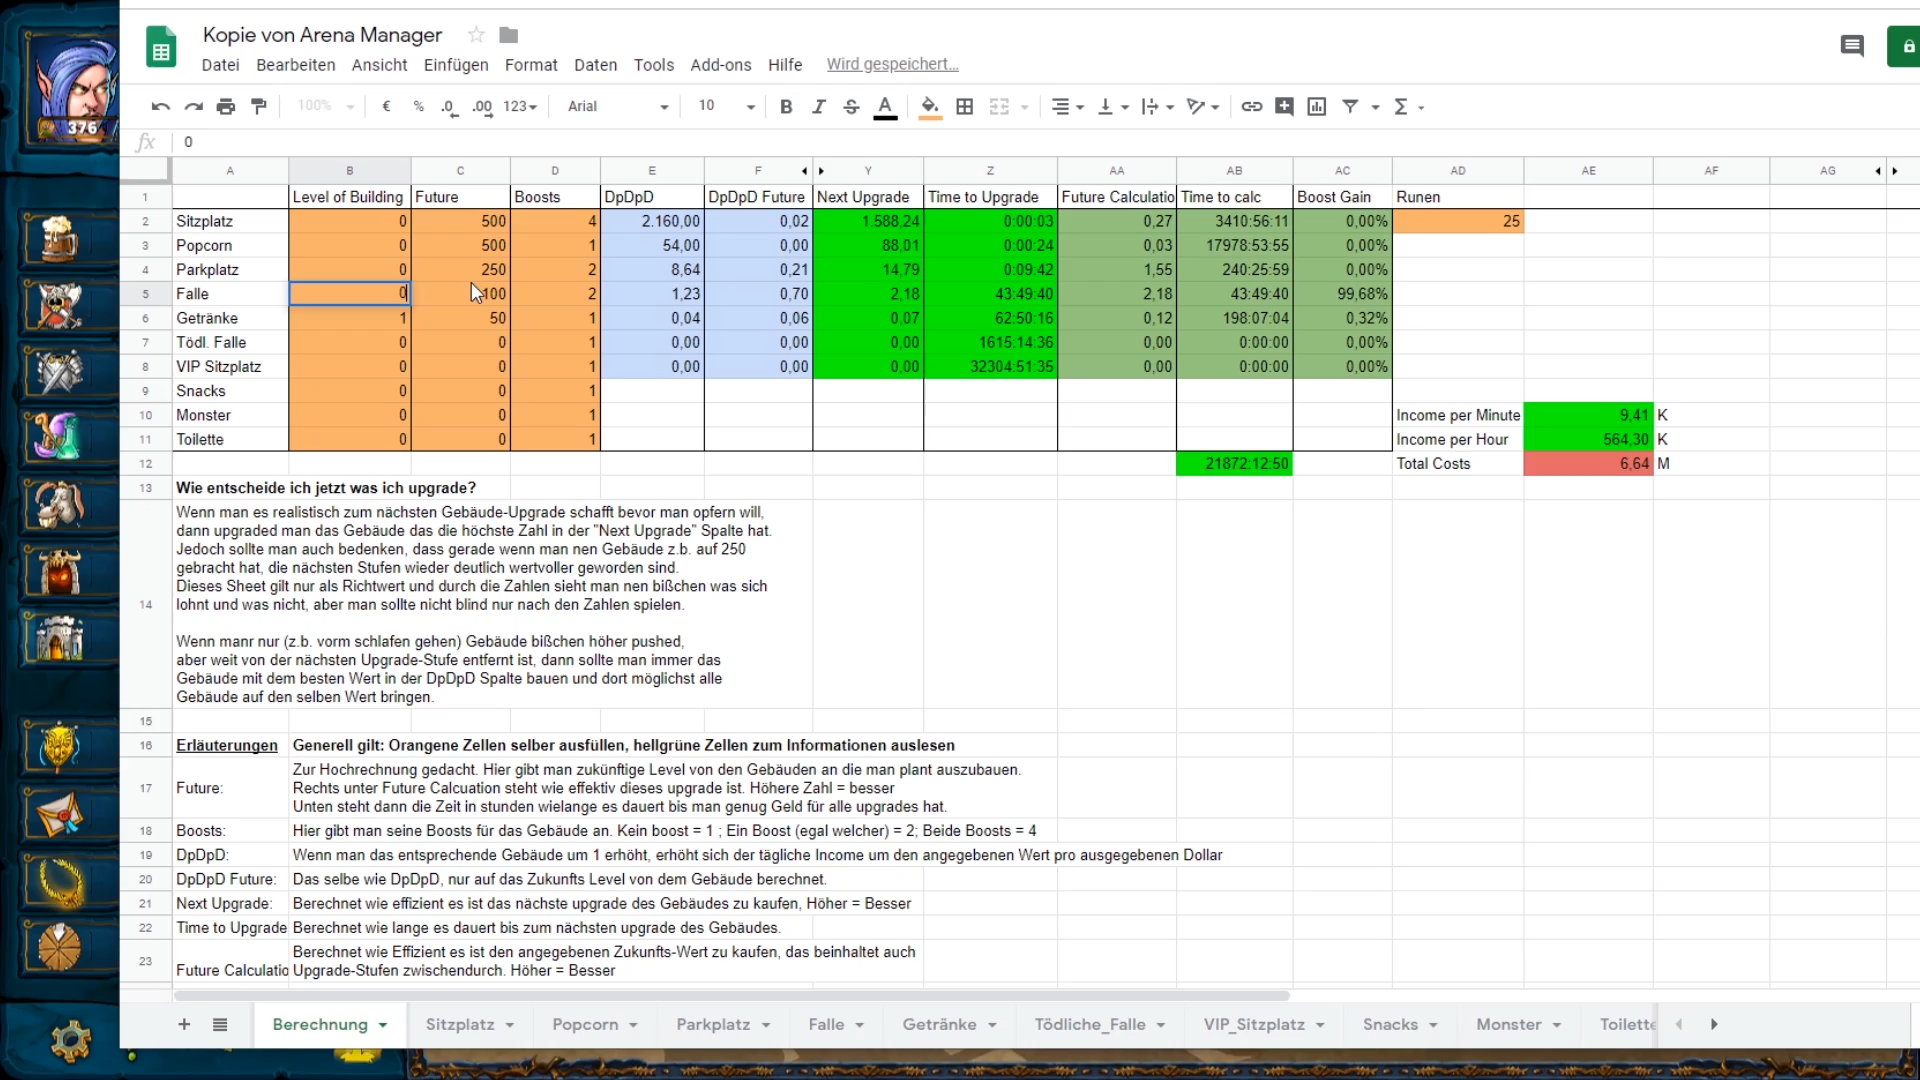 Kopie von Arena Manager
Datei Bearbeiten Ansicht Einfügen Format Daten Tools Add-ons Hilfe Wird gespeichert…
100% € % .0 .00 123 Arial 10 B I S A Σ
fx 0
376
A B C D E F Y Z AA AB AC AD AE AF AG
1 Level of Building Future Boosts DpDpD DpDpD Future Next Upgrade Time to Upgrade Future Calculatio Time to calc Boost Gain Runen
2 Sitzplatz 0 500 4 2.160,00 0,02 1.588,24 0:00:03 0,27 3410:56:11 0,00% 25
3 Popcorn 0 500 1 54,00 0,00 88,01 0:00:24 0,03 17978:53:55 0,00%
4 Parkplatz 0 250 2 8,64 0,21 14,79 0:09:42 1,55 240:25:59 0,00%
5 Falle 0 100 2 1,23 0,70 2,18 43:49:40 2,18 43:49:40 99,68%
6 Getränke 1 50 1 0,04 0,06 0,07 62:50:16 0,12 198:07:04 0,32%
7 Tödl. Falle 0 0 1 0,00 0,00 0,00 1615:14:36 0,00 0:00:00 0,00%
8 VIP Sitzplatz 0 0 1 0,00 0,00 0,00 32304:51:35 0,00 0:00:00 0,00%
9 Snacks 0 0 1
10 Monster 0 0 1 Income per Minute 9,41 K
11 Toilette 0 0 1 Income per Hour 564,30 K
12 21872:12:50 Total Costs 6,64 M
13 Wie entscheide ich jetzt was ich upgrade?
14
Wenn man es realistisch zum nächsten Gebäude-Upgrade schafft bevor man opfern will,
dann upgraded man das Gebäude das die höchste Zahl in der "Next Upgrade" Spalte hat.
Jedoch sollte man auch bedenken, dass gerade wenn man nen Gebäude z.b. auf 250
gebracht hat, die nächsten Stufen wieder deutlich wertvoller geworden sind.
Dieses Sheet gilt nur als Richtwert und durch die Zahlen sieht man nen bißchen was sich
lohnt und was nicht, aber man sollte nicht blind nur nach den Zahlen spielen.
Wenn manr nur (z.b. vorm schlafen gehen) Gebäude bißchen höher pushed,
aber weit von der nächsten Upgrade-Stufe entfernt ist, dann sollte man immer das
Gebäude mit dem besten Wert in der DpDpD Spalte bauen und dort möglichst alle
Gebäude auf den selben Wert bringen.
15
16 Erläuterungen Generell gilt: Orangene Zellen selber ausfüllen, hellgrüne Zellen zum Informationen auslesen
17 Future: Zur Hochrechnung gedacht. Hier gibt man zukünftige Level von den Gebäuden an die man plant auszubauen.
Rechts unter Future Calcuation steht wie effektiv dieses upgrade ist. Höhere Zahl = besser
Unten steht dann die Zeit in stunden wielange es dauert bis man genug Geld für alle upgrades hat.
18 Boosts: Hier gibt man seine Boosts für das Gebäude an. Kein boost = 1 ; Ein Boost (egal welcher) = 2; Beide Boosts = 4
19 DpDpD: Wenn man das entsprechende Gebäude um 1 erhöht, erhöht sich der tägliche Income um den angegebenen Wert pro ausgegebenen Dollar
20 DpDpD Future: Das selbe wie DpDpD, nur auf das Zukunfts Level von dem Gebäude berechnet.
21 Next Upgrade: Berechnet wie effizient es ist das nächste upgrade des Gebäudes zu kaufen, Höher = Besser
22 Time to Upgrade Berechnet wie lange es dauert bis zum nächsten upgrade des Gebäudes.
23 Berechnet wie Effizient es ist den angegebenen Zukunfts-Wert zu kaufen, das beinhaltet auch
Future Calculatio Upgrade-Stufen zwischendurch. Höher = Besser
+ Berechnung Sitzplatz Popcorn Parkplatz Falle Getränke Tödliche_Falle VIP_Sitzplatz Snacks Monster Toilette